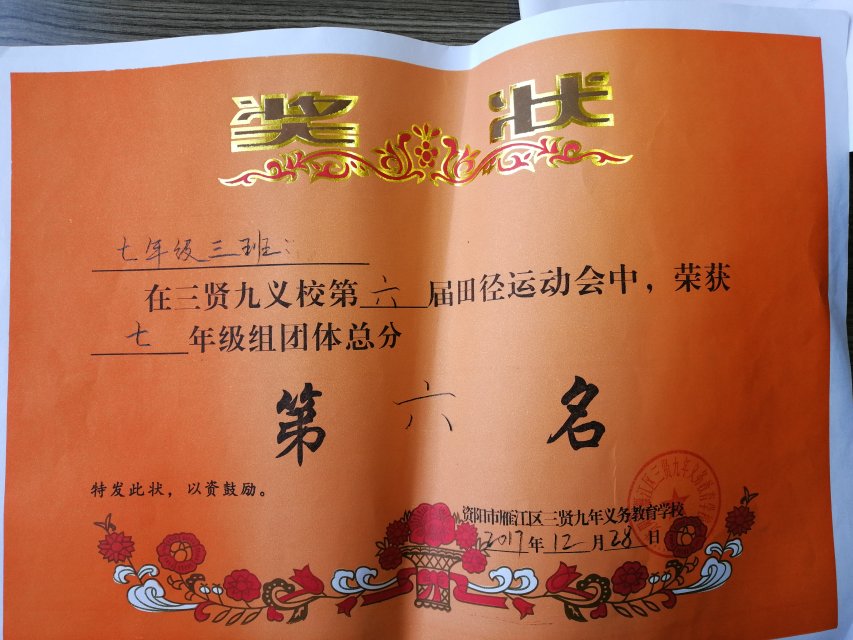 奖状
七年级三班：
在三贤九义校第六届田径运动会中，荣获
七年级组团体总分
第六名
特发此状，以资鼓励。
资阳市雁江区三贤九年义务教育学校
2017年12月28日